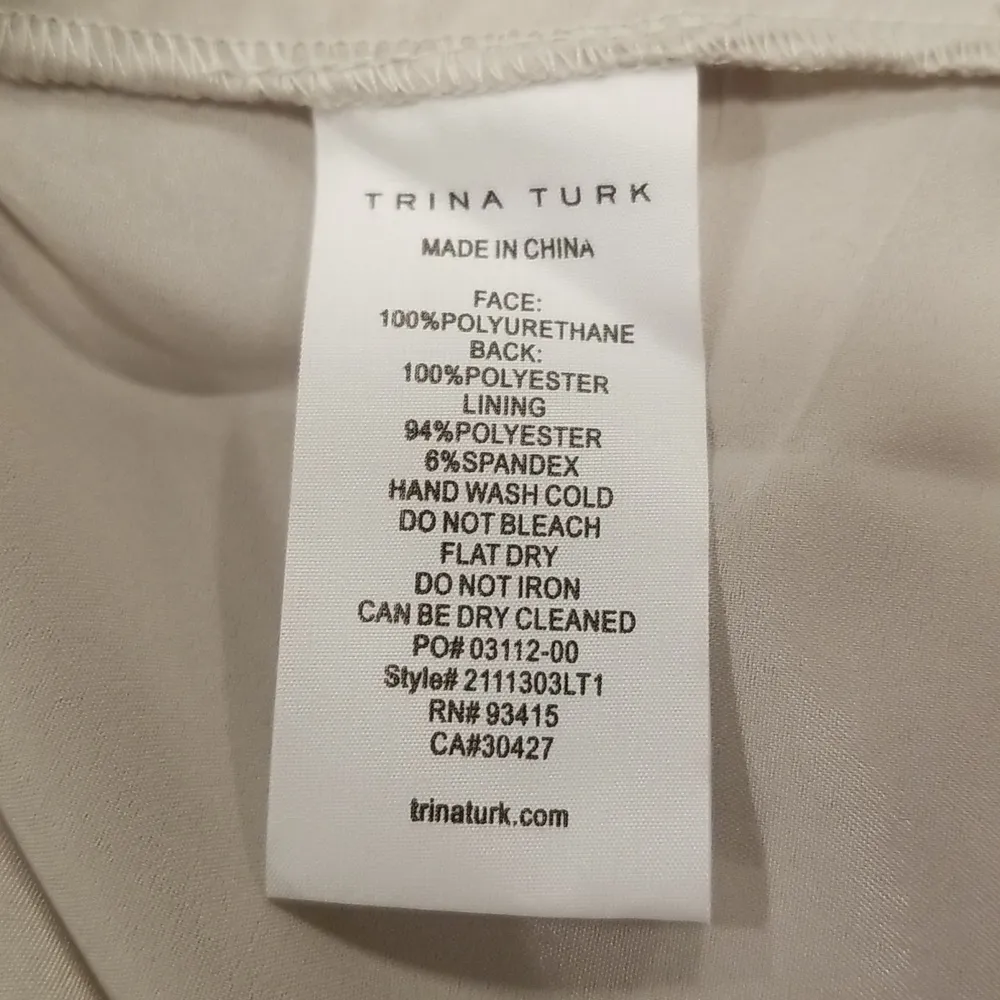 TRINA TURK
MADE IN CHINA
FACE:
100%POLYURETHANE
BACK:
100%POLYESTER
LINING
94%POLYESTER
6%SPANDEX
HAND WASH COLD
DO NOT BLEACH
FLAT DRY
DO NOT IRON
CAN BE DRY CLEANED
PO# 03112-00
Style# 2111303LT1
RN# 93415
CA#30427
trinaturk.com